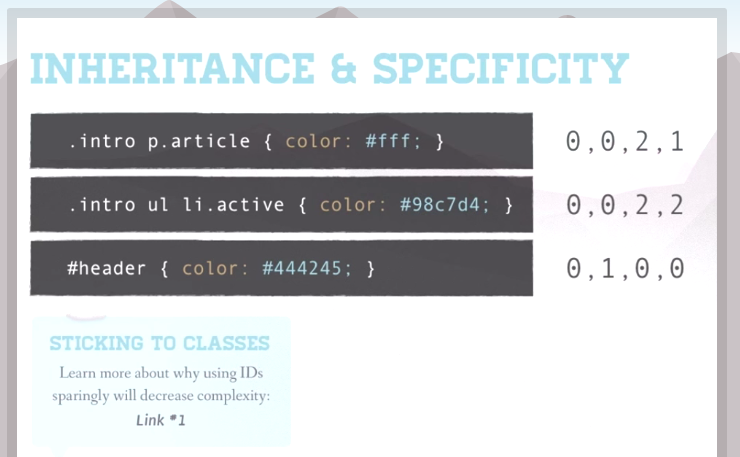 INHERITANCE & SPECIFICITY
.intro p.article { color: #fff; } 0,0,2,1
.intro ul li.active { color: #98c7d4; } 0,0,2,2
#header { color: #444245; } 0,1,0,0
STICKING TO CLASSES
Learn more about why using IDs
sparingly will decrease complexity:
Link #1